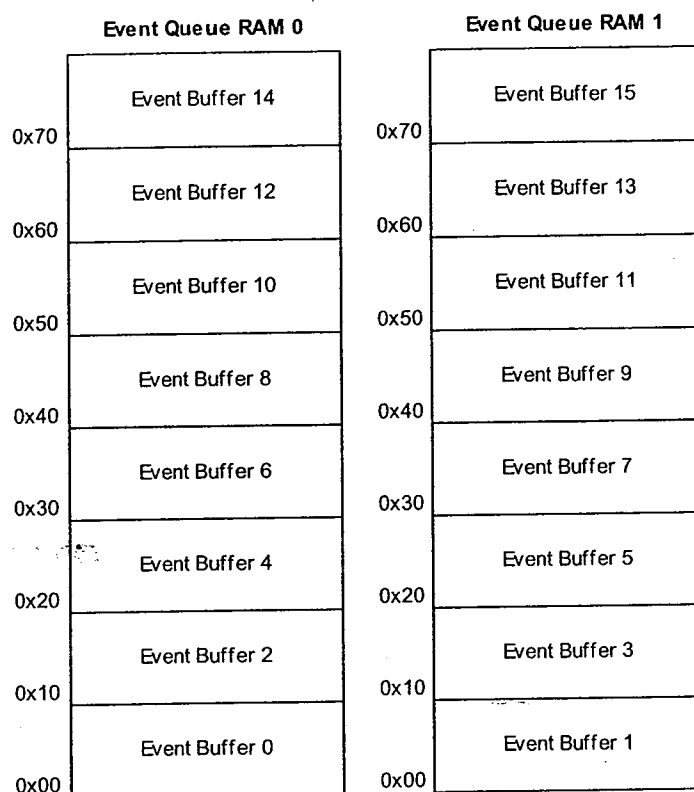 Event Queue RAM 0
Event Buffer 14
0x70
Event Buffer 12
0x60
Event Buffer 10
0x50
Event Buffer 8
0x40
Event Buffer 6
0x30
Event Buffer 4
0x20
Event Buffer 2
0x10
Event Buffer 0
0x00
Event Queue RAM 1
Event Buffer 15
0x70
Event Buffer 13
0x60
Event Buffer 11
0x50
Event Buffer 9
0x40
Event Buffer 7
0x30
Event Buffer 5
0x20
Event Buffer 3
0x10
Event Buffer 1
0x00